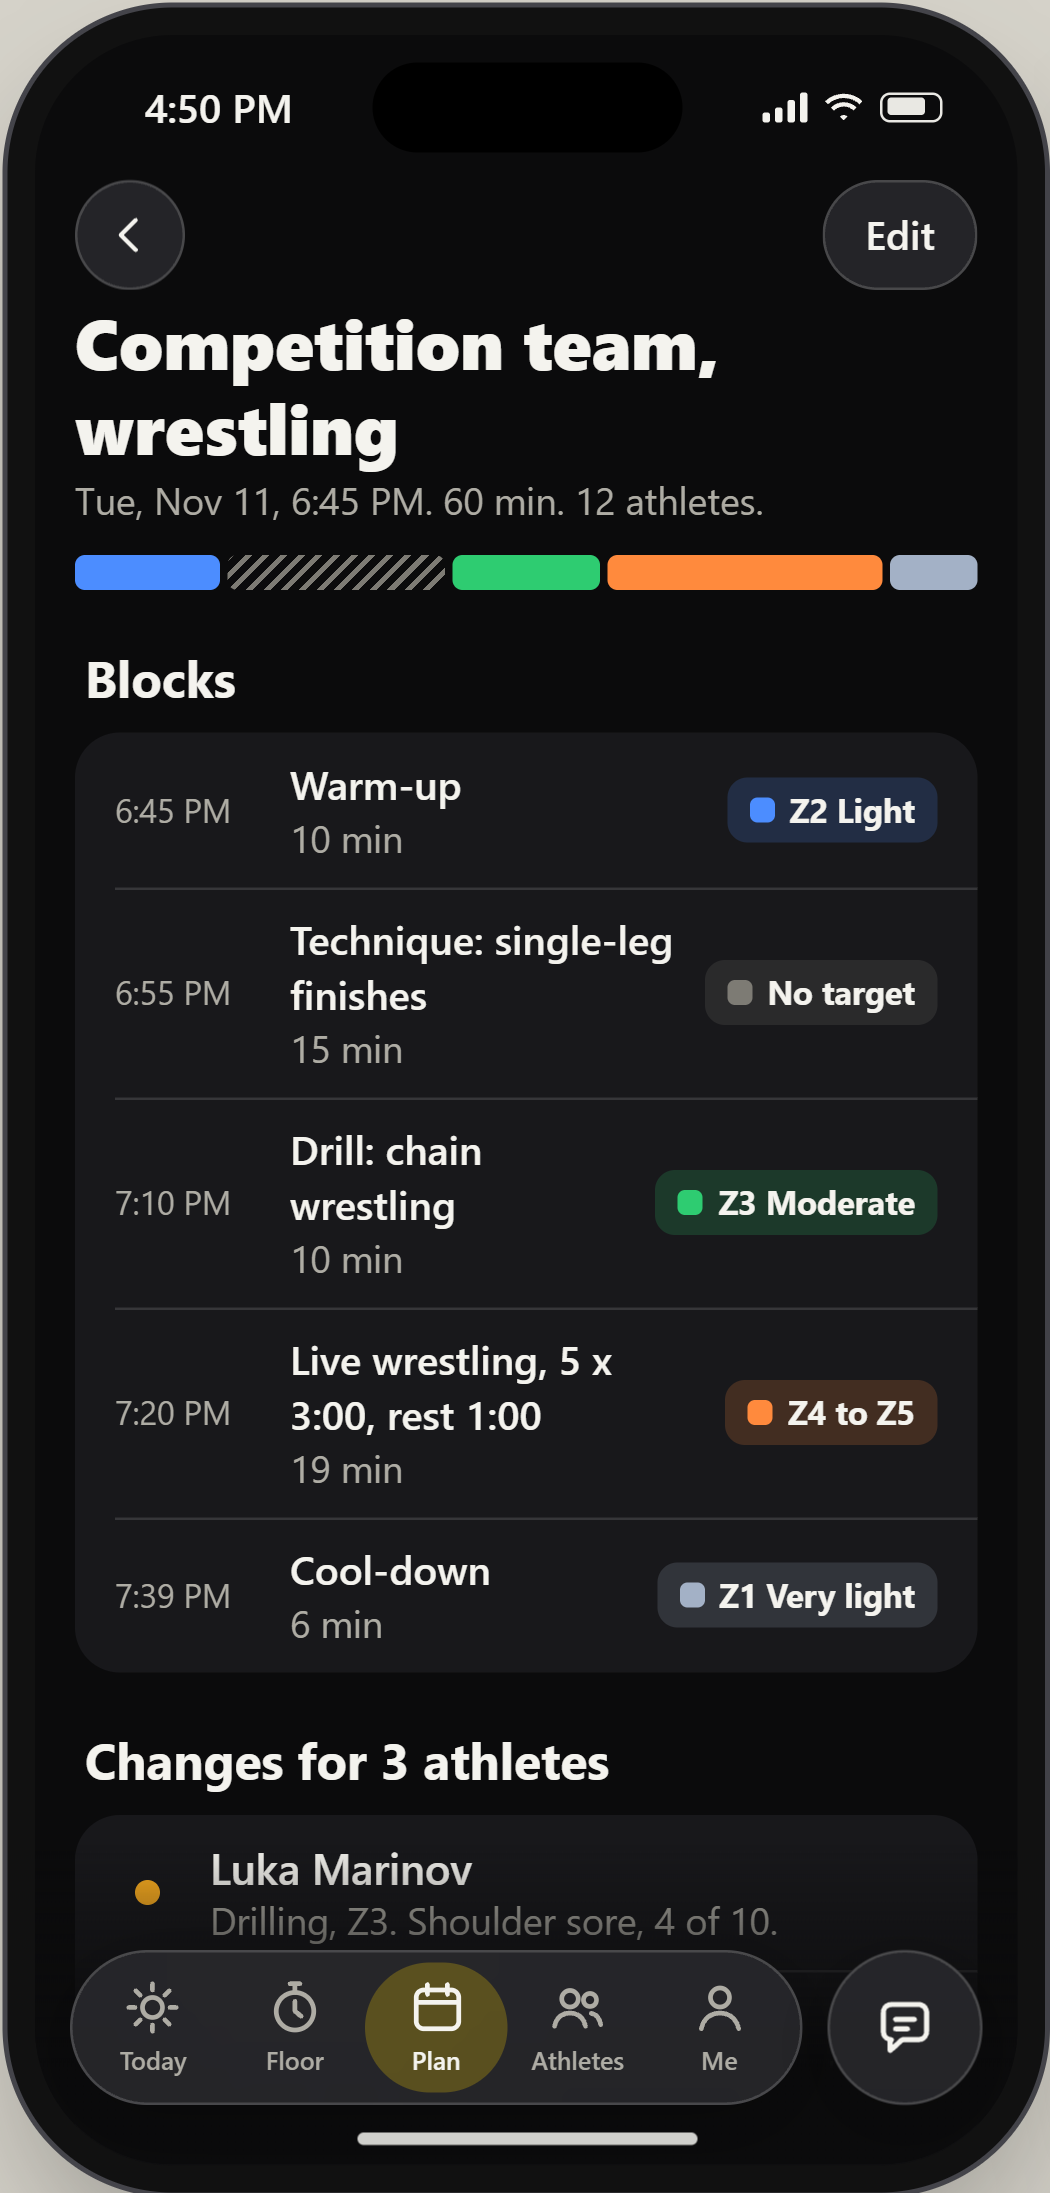 4:50 PM
Edit
Competition team,
wrestling
Tue, Nov 11, 6:45 PM. 60 min. 12 athletes.
Blocks
6:45 PM
Warm-up
10 min
Z2 Light
6:55 PM
Technique: single-leg
finishes
15 min
No target
7:10 PM
Drill: chain
wrestling
10 min
Z3 Moderate
7:20 PM
Live wrestling, 5 x
3:00, rest 1:00
19 min
Z4 to Z5
7:39 PM
Cool-down
6 min
Z1 Very light
Changes for 3 athletes
Luka Marinov
Drilling, Z3. Shoulder sore, 4 of 10.
Today
Floor
Plan
Athletes
Me